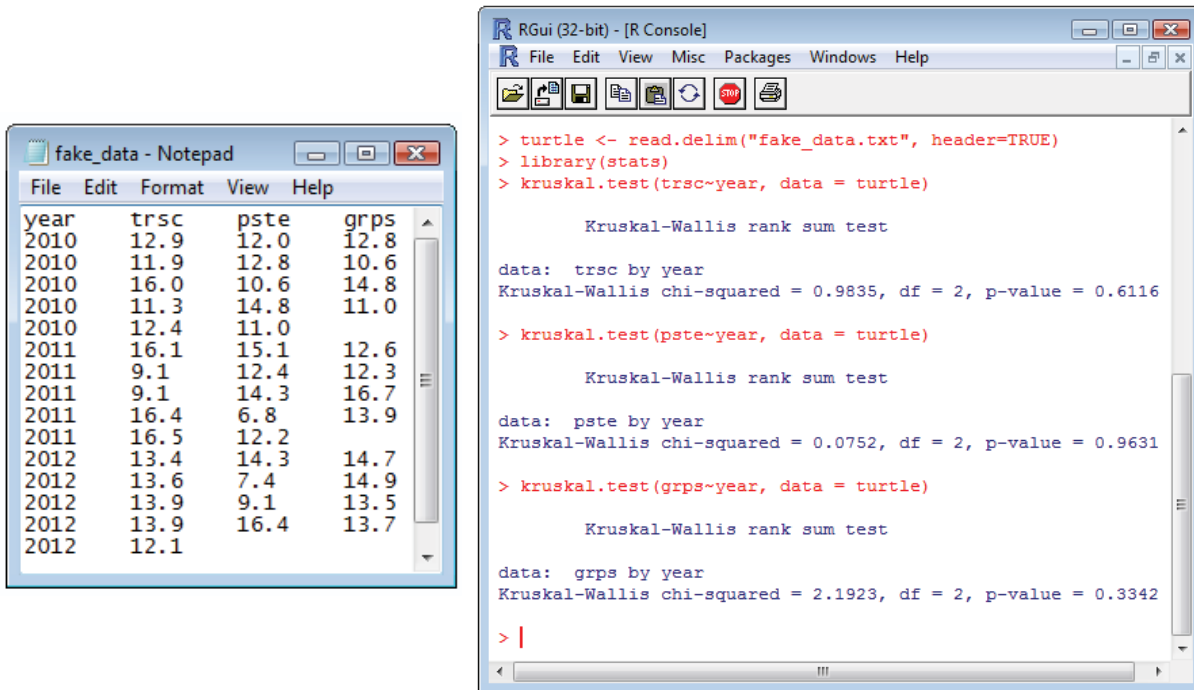 fake_data - Notepad
File Edit Format View Help
year trsc pste grps
2010 12.9 12.0 12.8
2010 11.9 12.8 10.6
2010 16.0 10.6 14.8
2010 11.3 14.8 11.0
2010 12.4 11.0
2011 16.1 15.1 12.6
2011 9.1 12.4 12.3
2011 9.1 14.3 16.7
2011 16.4 6.8 13.9
2011 16.5 12.2
2012 13.4 14.3 14.7
2012 13.6 7.4 14.9
2012 13.9 9.1 13.5
2012 13.9 16.4 13.7
2012 12.1
R RGui (32-bit) - [R Console]
R File Edit View Misc Packages Windows Help
STOP
> turtle <- read.delim("fake_data.txt", header=TRUE)
> library(stats)
> kruskal.test(trsc~year, data = turtle)
Kruskal-Wallis rank sum test
data: trsc by year
Kruskal-Wallis chi-squared = 0.9835, df = 2, p-value = 0.6116
> kruskal.test(pste~year, data = turtle)
Kruskal-Wallis rank sum test
data: pste by year
Kruskal-Wallis chi-squared = 0.0752, df = 2, p-value = 0.9631
> kruskal.test(grps~year, data = turtle)
Kruskal-Wallis rank sum test
data: grps by year
Kruskal-Wallis chi-squared = 2.1923, df = 2, p-value = 0.3342
>